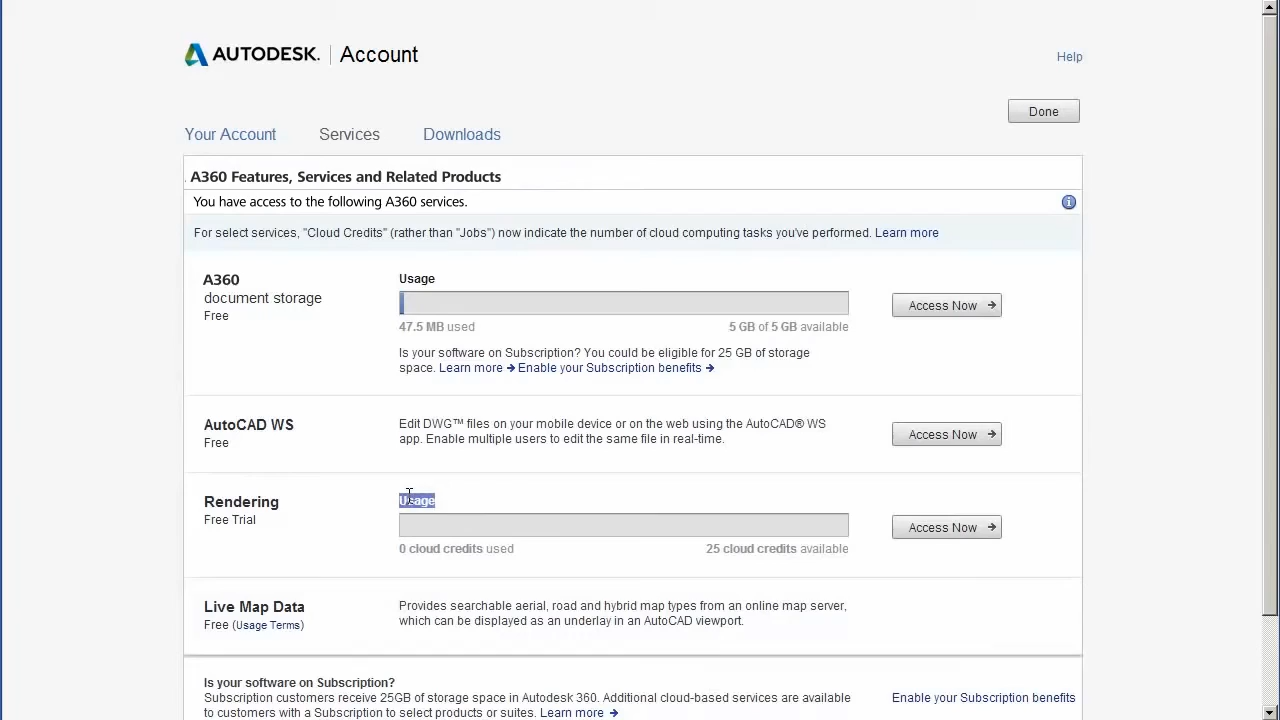 AUTODESK. | Account
Help
Done
Your Account Services Downloads
A360 Features, Services and Related Products
You have access to the following A360 services.
For select services, "Cloud Credits" (rather than "Jobs") now indicate the number of cloud computing tasks you've performed. Learn more
A360
document storage
Free
Usage
47.5 MB used 5 GB of 5 GB available
Is your software on Subscription? You could be eligible for 25 GB of storage
space. Learn more → Enable your Subscription benefits →
Access Now →
AutoCAD WS
Free
Edit DWG™ files on your mobile device or on the web using the AutoCAD® WS
app. Enable multiple users to edit the same file in real-time.
Access Now →
Rendering
Free Trial
Usage
0 cloud credits used 25 cloud credits available
Access Now →
Live Map Data
Free (Usage Terms)
Provides searchable aerial, road and hybrid map types from an online map server,
which can be displayed as an underlay in an AutoCAD viewport.
Is your software on Subscription?
Subscription customers receive 25GB of storage space in Autodesk 360. Additional cloud-based services are available
to customers with a Subscription to select products or suites. Learn more →
Enable your Subscription benefits